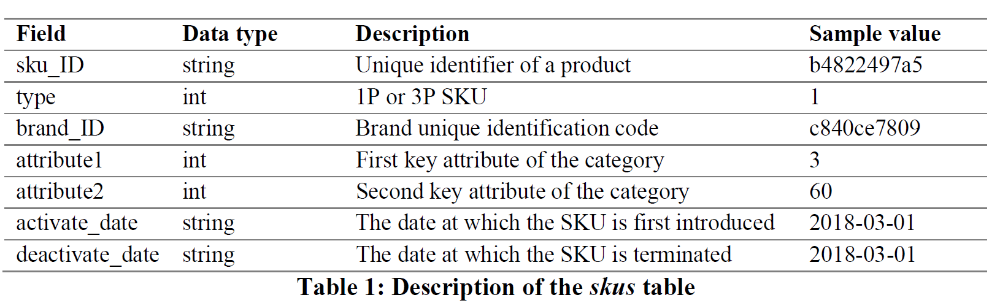 Field Data type Description Sample value
sku_ID string Unique identifier of a product b4822497a5
type int 1P or 3P SKU 1
brand_ID string Brand unique identification code c840ce7809
attribute1 int First key attribute of the category 3
attribute2 int Second key attribute of the category 60
activate_date string The date at which the SKU is first introduced 2018-03-01
deactivate_date string The date at which the SKU is terminated 2018-03-01
Table 1: Description of the skus table